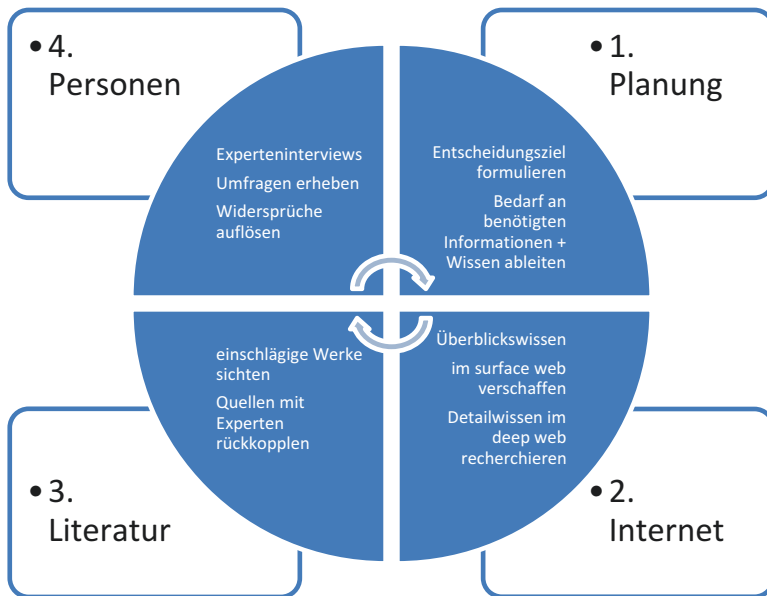 • 4.
Personen
• 1.
Planung
Experteninterviews
Umfragen erheben
Widersprüche
auflösen
Entscheidungsziel
formulieren
Bedarf an
benötigten
Informationen +
Wissen ableiten
einschlägige Werke
sichten
Quellen mit
Experten
rückkopplen
Überblickswissen
im surface web
verschaffen
Detailwissen im
deep web
recherchieren
• 3.
Literatur
• 2.
Internet